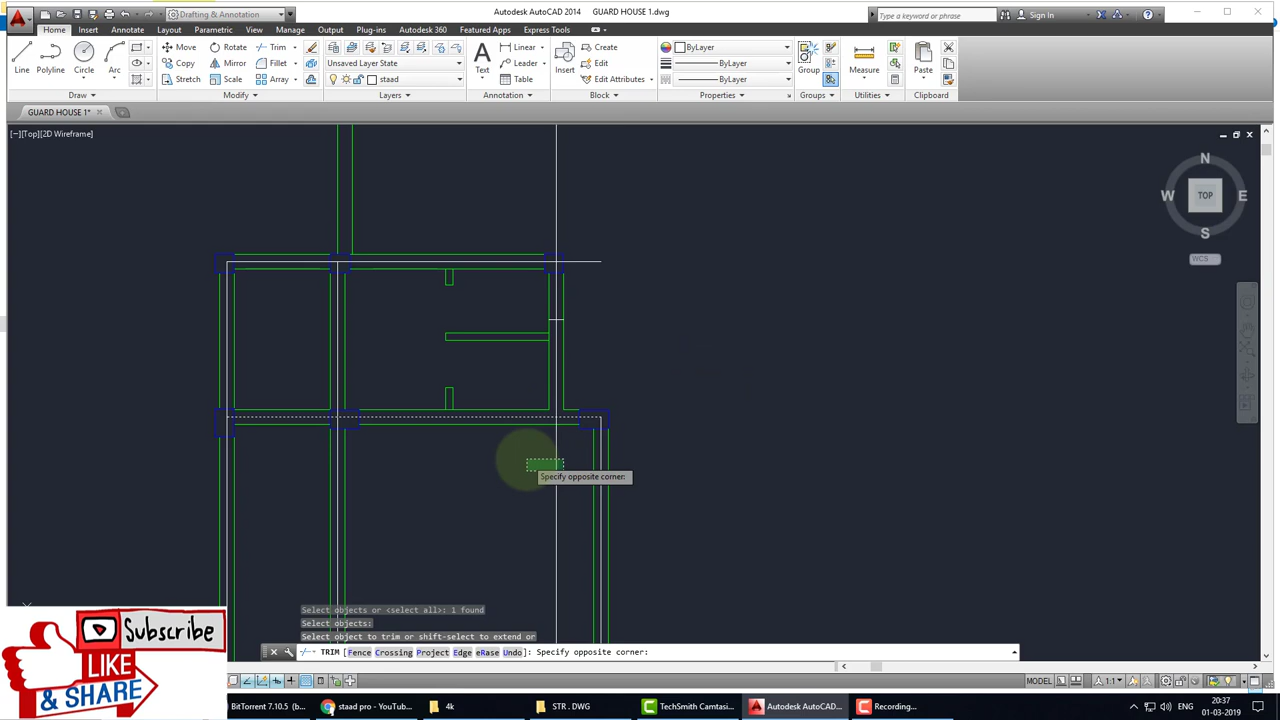 Drafting & Annotation
Autodesk AutoCAD 2014 GUARD HOUSE 1.dwg
Type a keyword or phrase
Sign In
Home Insert Annotate Layout Parametric View Manage Output Plug-ins Autodesk 360 Featured Apps Express Tools
Line Polyline Circle Arc
Move Rotate Trim
Copy Mirror Fillet
Stretch Scale Array
Unsaved Layer State
staad
Text
Linear
Leader
Table
Insert
Create
Edit
Edit Attributes
ByLayer
ByLayer
ByLayer
Group
Measure
Paste
Draw Modify Layers Annotation Block Properties Groups Utilities Clipboard
GUARD HOUSE 1*
[−][Top][2D Wireframe]
N
W TOP E
S
WCS
Specify opposite corner:
Select objects or <select all>: 1 found
Select objects:
Select object to trim or shift-select to extend or
TRIM [Fence Crossing Project Edge eRase Undo]: Specify opposite corner:
Subscribe
LIKE
& SHARE
MODEL
1:1
BitTorrent 7.10.5 (b...
staad pro - YouTub...
4k
STR . DWG
TechSmith Camtasi...
Autodesk AutoCAD...
Recording...
ENG
20:37
01-03-2019